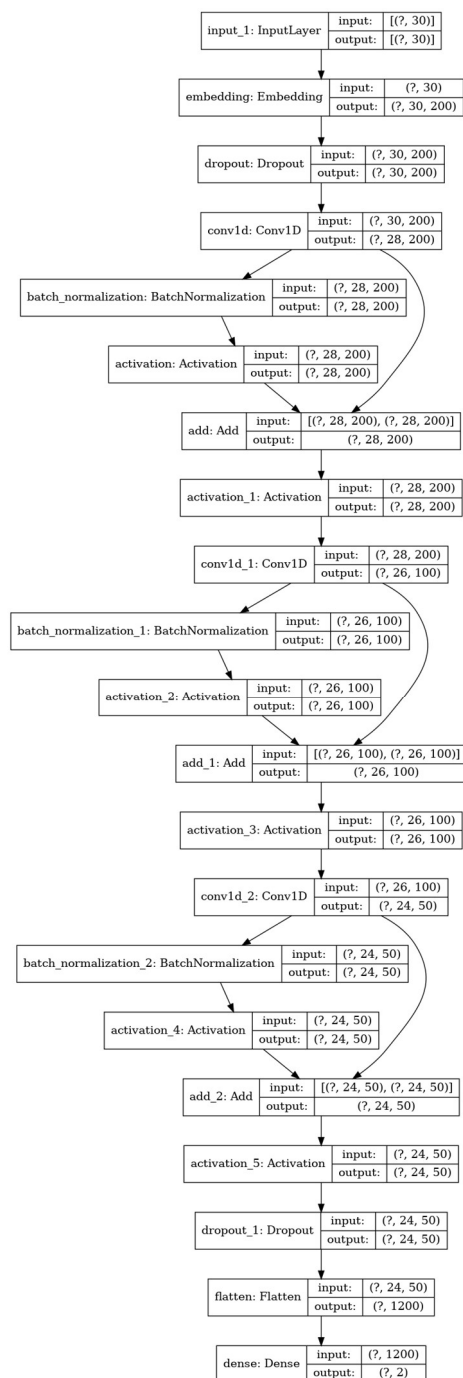 input_1: InputLayer input: [(?, 30)]
output: [(?, 30)]
embedding: Embedding input: (?, 30)
output: (?, 30, 200)
dropout: Dropout input: (?, 30, 200)
output: (?, 30, 200)
conv1d: Conv1D input: (?, 30, 200)
output: (?, 28, 200)
batch_normalization: BatchNormalization input: (?, 28, 200)
output: (?, 28, 200)
activation: Activation input: (?, 28, 200)
output: (?, 28, 200)
add: Add input: [(?, 28, 200), (?, 28, 200)]
output: (?, 28, 200)
activation_1: Activation input: (?, 28, 200)
output: (?, 28, 200)
conv1d_1: Conv1D input: (?, 28, 200)
output: (?, 26, 100)
batch_normalization_1: BatchNormalization input: (?, 26, 100)
output: (?, 26, 100)
activation_2: Activation input: (?, 26, 100)
output: (?, 26, 100)
add_1: Add input: [(?, 26, 100), (?, 26, 100)]
output: (?, 26, 100)
activation_3: Activation input: (?, 26, 100)
output: (?, 26, 100)
conv1d_2: Conv1D input: (?, 26, 100)
output: (?, 24, 50)
batch_normalization_2: BatchNormalization input: (?, 24, 50)
output: (?, 24, 50)
activation_4: Activation input: (?, 24, 50)
output: (?, 24, 50)
add_2: Add input: [(?, 24, 50), (?, 24, 50)]
output: (?, 24, 50)
activation_5: Activation input: (?, 24, 50)
output: (?, 24, 50)
dropout_1: Dropout input: (?, 24, 50)
output: (?, 24, 50)
flatten: Flatten input: (?, 24, 50)
output: (?, 1200)
dense: Dense input: (?, 1200)
output: (?, 2)